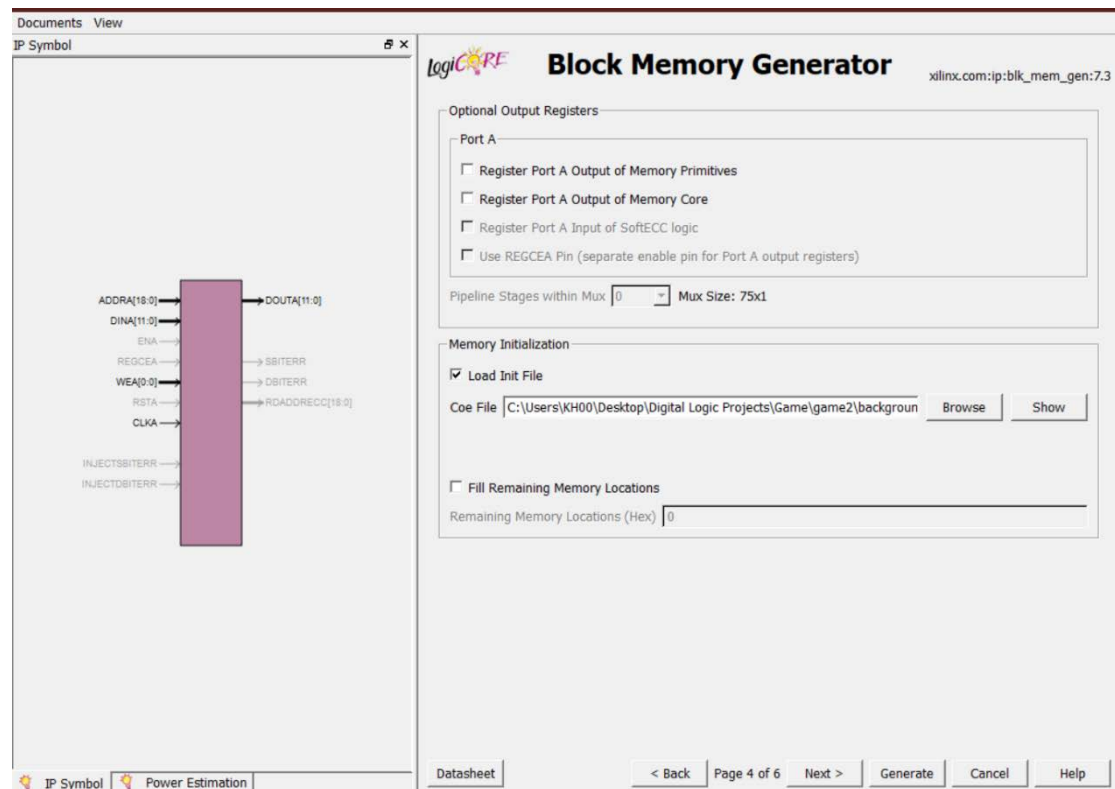 Documents View
IP Symbol
ADDRA[18:0]
DOUTA[11:0]
DINA[11:0]
ENA
REGCEA
SBITERR
WEA[0:0]
DBITERR
RSTA
RDADDRECC[18:0]
CLKA
INJECTSBITERR
INJECTDBITERR
IP Symbol Power Estimation
LogiCORE
Block Memory Generator
xilinx.com:ip:blk_mem_gen:7.3
Optional Output Registers
Port A
Register Port A Output of Memory Primitives
Register Port A Output of Memory Core
Register Port A Input of SoftECC logic
Use REGCEA Pin (separate enable pin for Port A output registers)
Pipeline Stages within Mux 0 Mux Size: 75x1
Memory Initialization
Load Init File
Coe File C:\Users\KH00\Desktop\Digital Logic Projects\Game\game2\backgroun Browse Show
Fill Remaining Memory Locations
Remaining Memory Locations (Hex) 0
Datasheet < Back Page 4 of 6 Next > Generate Cancel Help